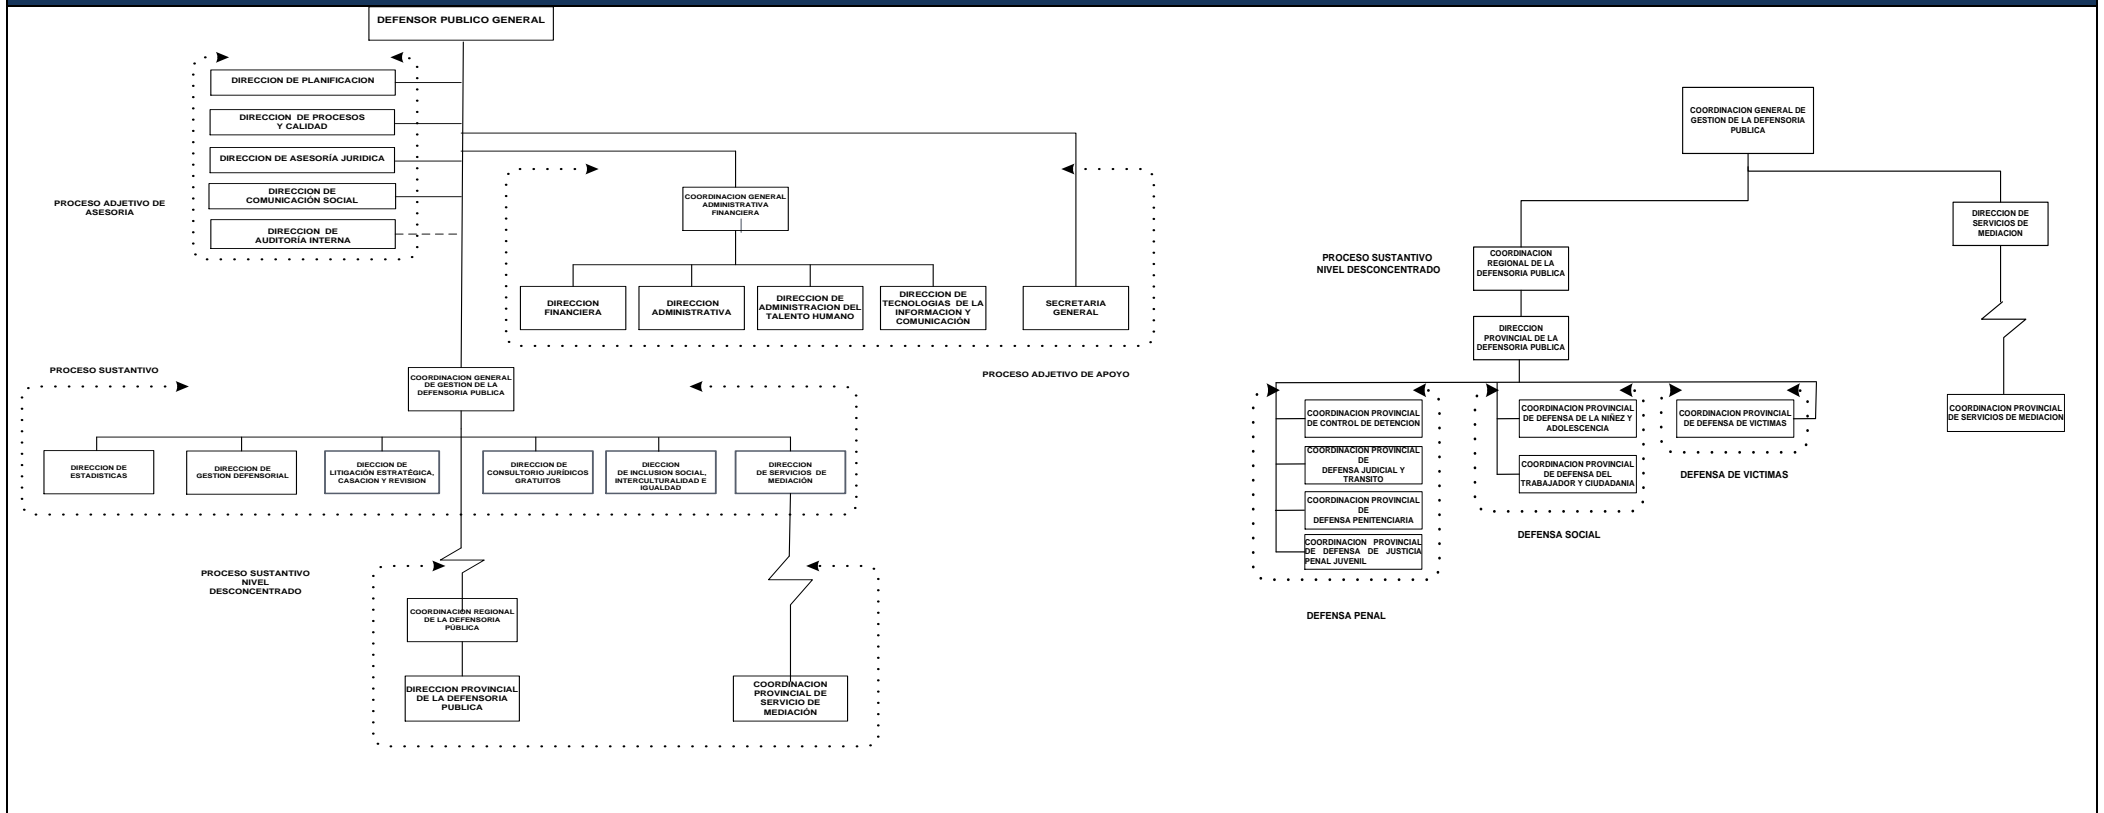 DEFENSOR PUBLICO GENERAL
DIRECCION DE PLANIFICACION
DIRECCION DE PROCESOS
Y CALIDAD
DIRECCION DE ASESORÍA JURIDICA
DIRECCION DE
COMUNICACIÓN SOCIAL
DIRECCION DE
AUDITORÍA INTERNA
PROCESO ADJETIVO DE
ASESORIA
COORDINACION GENERAL
ADMINISTRATIVA
FINANCIERA
DIRECCION
FINANCIERA
DIRECCION
ADMINISTRATIVA
DIRECCION DE
ADMINISTRACION DEL
TALENTO HUMANO
DIRECCION DE
TECNOLOGIAS DE LA
INFORMACION Y
COMUNICACIÓN
SECRETARIA
GENERAL
PROCESO ADJETIVO DE APOYO
PROCESO SUSTANTIVO
COORDINACION GENERAL
DE GESTION DE LA
DEFENSORIA PUBLICA
DIRECCION DE
ESTADISTICAS
DIRECCION DE
GESTION DEFENSORIAL
DIECCION DE
LITIGACIÓN ESTRATÉGICA,
CASACION Y REVISION
DIRECCION DE
CONSULTORIO JURÍDICOS
GRATUITOS
DIECCION
DE INCLUSION SOCIAL,
INTERCULTURALIDAD E
IGUALDAD
DIRECCION
DE SERVICIOS DE
MEDIACIÓN
PROCESO SUSTANTIVO
NIVEL
DESCONCENTRADO
COORDINACION REGIONAL
DE LA DEFENSORIA
PÚBLICA
DIRECCION PROVINCIAL
DE LA DEFENSORIA
PUBLICA
COORDINACION
PROVINCIAL DE
SERVICIO DE
MEDIACIÓN
COORDINACION GENERAL DE
GESTION DE LA DEFENSORIA
PUBLICA
DIRECCION DE
SERVICIOS DE
MEDIACION
PROCESO SUSTANTIVO
NIVEL DESCONCENTRADO
COORDINACION
REGIONAL DE LA
DEFENSORIA PUBLICA
DIRECCION
PROVINCIAL DE LA
DEFENSORIA PUBLICA
COORDINACION PROVINCIAL
DE CONTROL DE DETENCION
COORDINACION PROVINCIAL
DE
DEFENSA JUDICIAL Y
TRANSITO
COORDINACION PROVINCIAL
DE
DEFENSA PENITENCIARIA
COORDINACION PROVINCIAL
DE DEFENSA DE JUSTICIA
PENAL JUVENIL
DEFENSA PENAL
COORDINACION PROVINCIAL
DE DEFENSA DE LA NIÑEZ Y
ADOLESCENCIA
COORDINACION PROVINCIAL
DE DEFENSA DEL
TRABAJADOR Y CIUDADANIA
DEFENSA SOCIAL
COORDINACION PROVINCIAL
DE DEFENSA DE VICTIMAS
DEFENSA DE VICTIMAS
COORDINACION PROVINCIAL
DE SERVICIOS DE MEDIACION